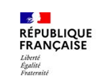 RÉPUBLIQUE
FRANÇAISE
Liberté
Égalité
Fraternité